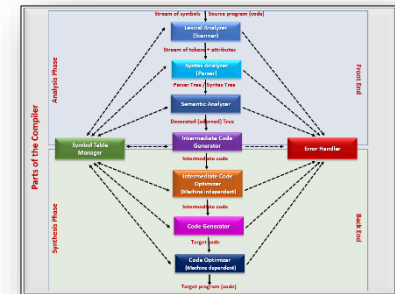 Stream of symbols Source program (code)
Lexical Analyzer
(Scanner)
Stream of tokens + attributes
Syntax Analyzer
(Parser)
Parser Tree / Syntax Tree
Semantic Analyzer
Decorated (adorned) Tree
Symbol Table
Manager
Intermediate Code
Generator
Error Handler
Intermediate code
Intermediate Code
Optimizer
(Machine independent)
Intermediate code
Code Generator
Target code
Code Optimizer
(Machine dependent)
Target program (code)
Parts of the Compiler
Analysis Phase
Synthesis Phase
Front End
Back End